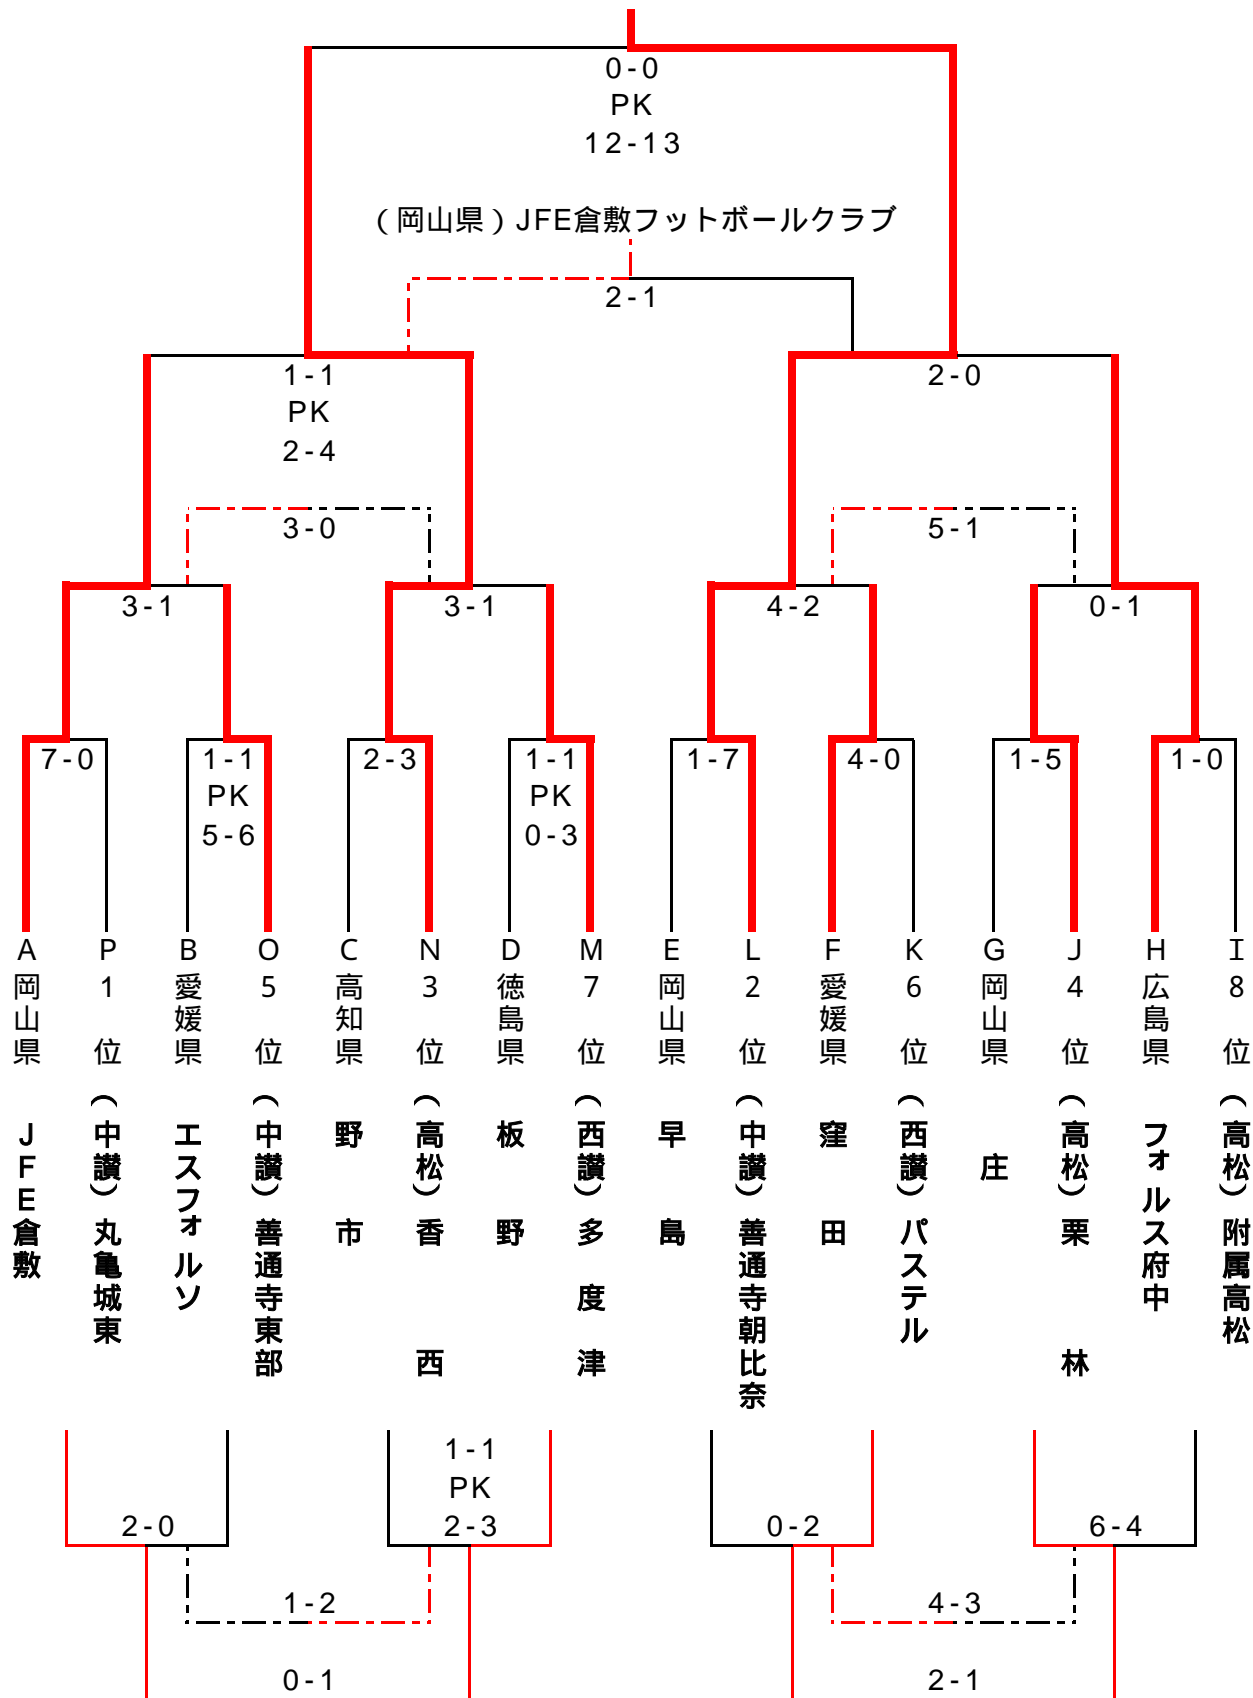 0-0
PK
12-13
（岡山県）JFE倉敷フットボールクラブ
2-1
1-1
PK
2-4
2-0
3-0
5-1
3-1
3-1
4-2
0-1
7-0
1-1
PK
5-6
2-3
1-1
PK
0-3
1-7
4-0
1-5
1-0
A 岡山県 JFE倉敷
P 1位 （中讃）丸亀城東
B 愛媛県 エスフォルソ
O 5位 （中讃）善通寺東部
C 高知県 野市
N 3位 （高松）香西
D 徳島県 板野
M 7位 （西讃）多度津
E 岡山県 早島
L 2位 （中讃）善通寺朝比奈
F 愛媛県 窪田
K 6位 （西讃）パステル
G 岡山県 庄
J 4位 （高松）栗林
H 広島県 フォルス府中
I 8位 （高松）附属高松
2-0
1-1
PK
2-3
0-2
6-4
1-2
4-3
0-1
2-1